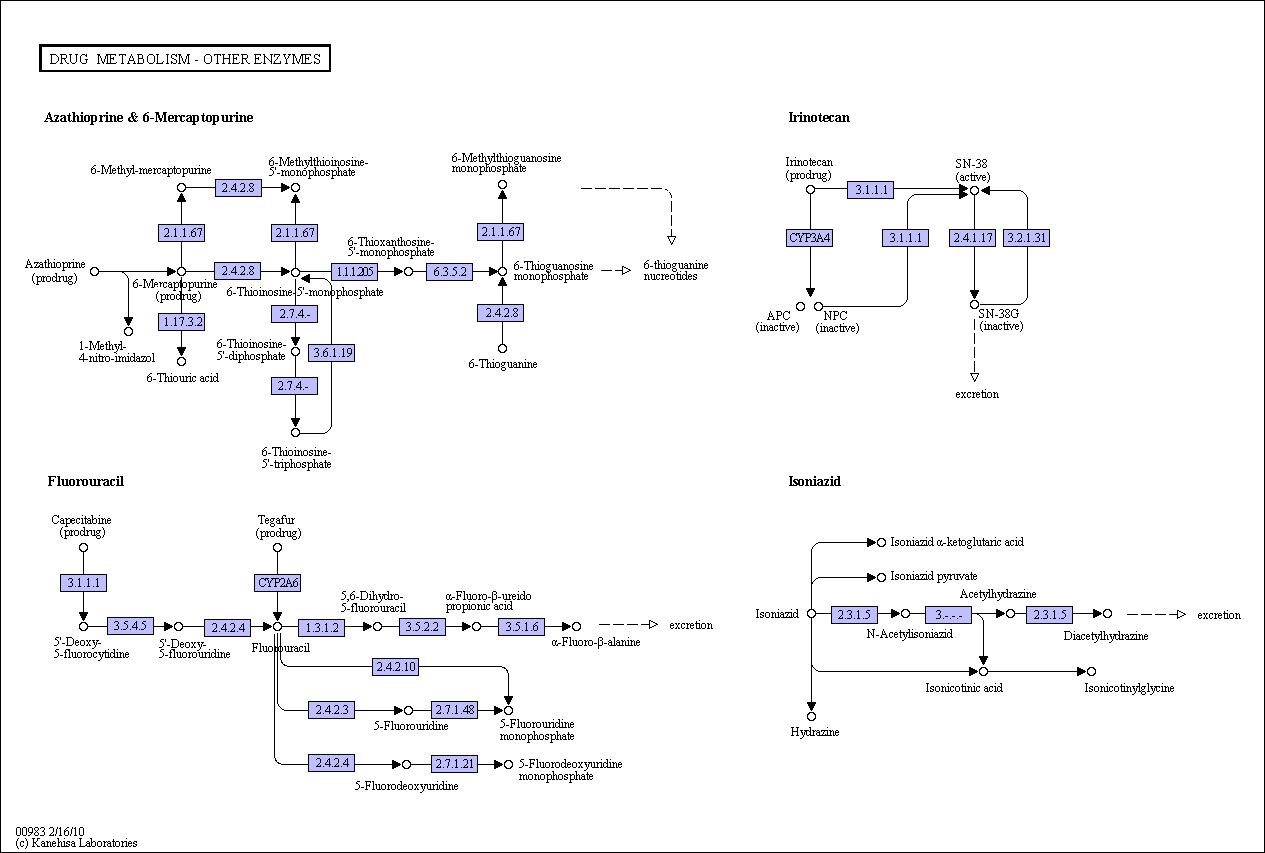 DRUG METABOLISM - OTHER ENZYMES
Azathioprine & 6-Mercaptopurine
6-Methyl-mercaptopurine
2.4.2.8
6-Methylthioinosine-
5'-monophosphate
6-Methylthioguanosine
monophosphate
2.1.1.67
2.1.1.67
2.1.1.67
Azathioprine
(prodrug)
6-Mercaptopurine
(prodrug)
2.4.2.8
6-Thioinosine-5'-monophosphate
1.1.1.205
6-Thioxanthosine-
5'-monophosphate
6.3.5.2
6-Thioguanosine
monophosphate
6-thioguanine
nucreotides
1-Methyl-
4-nitro-imidazol
1.17.3.2
6-Thiouric acid
2.7.4.-
6-Thioinosine-
5'-diphosphate
3.6.1.19
2.7.4.-
6-Thioinosine-
5'-triphosphate
2.4.2.8
6-Thioguanine
Irinotecan
Irinotecan
(prodrug)
3.1.1.1
SN-38
(active)
CYP3A4
3.1.1.1
2.4.1.17
3.2.1.31
APC
(inactive)
NPC
(inactive)
SN-38G
(inactive)
excretion
Fluorouracil
Capecitabine
(prodrug)
3.1.1.1
Tegafur
(prodrug)
CYP2A6
5'-Deoxy-
5-fluorocytidine
3.5.4.5
5'-Deoxy-
5-fluorouridine
2.4.2.4
Fluorouracil
1.3.1.2
5,6-Dihydro-
5-fluorouracil
3.5.2.2
α-Fluoro-β-ureido
propionic acid
3.5.1.6
α-Fluoro-β-alanine
excretion
2.4.2.10
2.4.2.3
5-Fluorouridine
2.7.1.48
5-Fluorouridine
monophosphate
2.4.2.4
5-Fluorodeoxyuridine
2.7.1.21
5-Fluorodeoxyuridine
monophosphate
Isoniazid
Isoniazid α-ketoglutaric acid
Isoniazid pyruvate
Isoniazid
2.3.1.5
N-Acetylisoniazid
3.-.-.-
Acetylhydrazine
2.3.1.5
Diacetylhydrazine
excretion
Isonicotinic acid
Isonicotinylglycine
Hydrazine
00983 2/16/10
(c) Kanehisa Laboratories